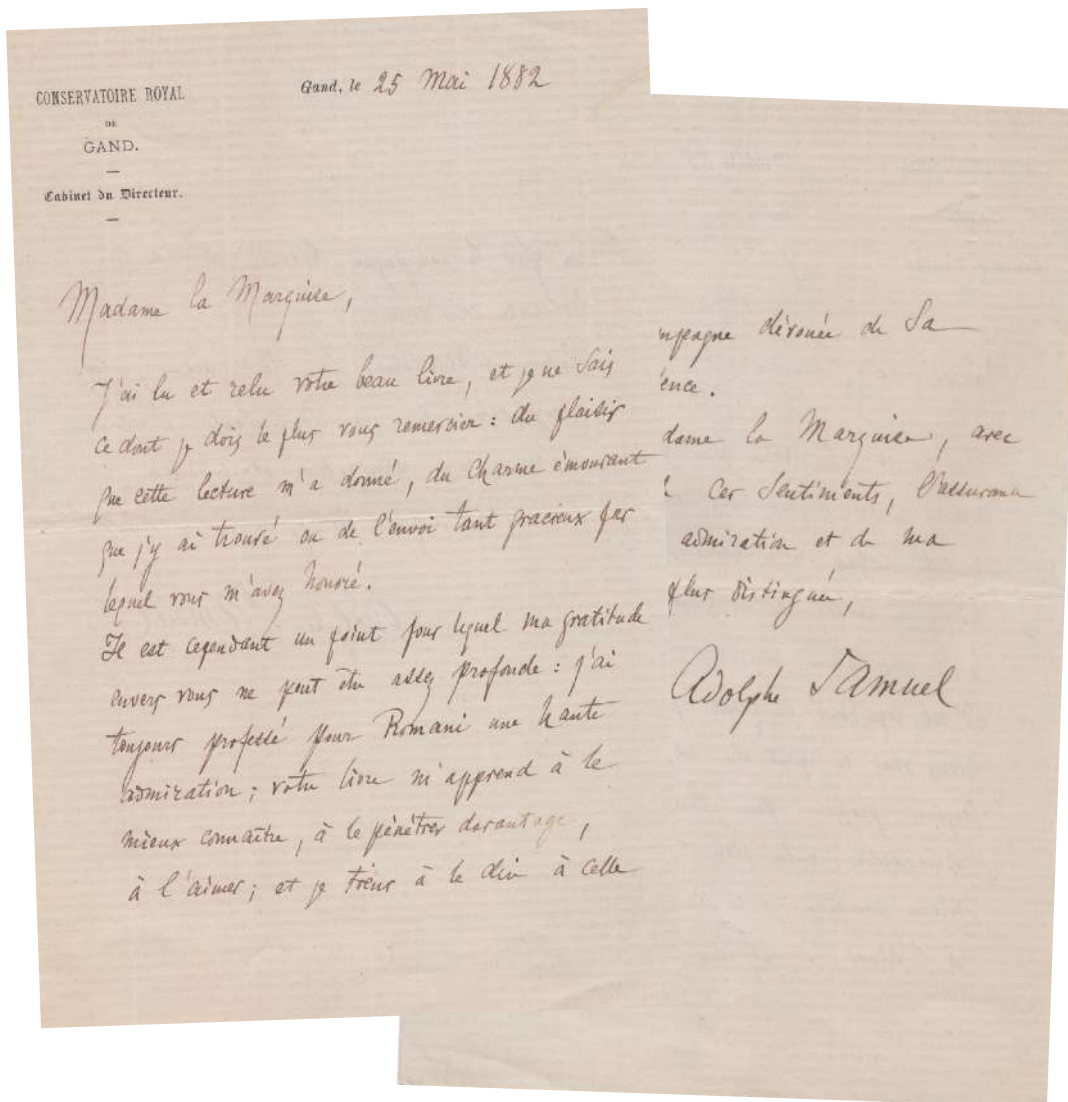 CONSERVATOIRE ROYAL
DE
GAND.
Cabinet du Directeur.
Gand, le 25 Mai 1882
Madame la Marquise,
J'ai lu et relu votre beau livre, et je ne sais
ce dont je dois le plus vous remercier : du plaisir
que cette lecture m'a donné, du charme émouvant
que j'y ai trouvé ou de l'envoi tant gracieux par
lequel vous m'avez honoré.
Il est cependant un point pour lequel ma gratitude
envers vous ne peut être assez profonde : j'ai
toujours professé pour Romani une haute
admiration ; votre livre m'apprend à le
mieux connaître, à le pénétrer davantage,
à l'aimer ; et je tiens à le dire à celle
mpagne dévouée de sa
ence.
dame la Marquise, avec
ces sentiments, l'assurance
admiration et de ma
plus distinguée,
Adolphe Samuel